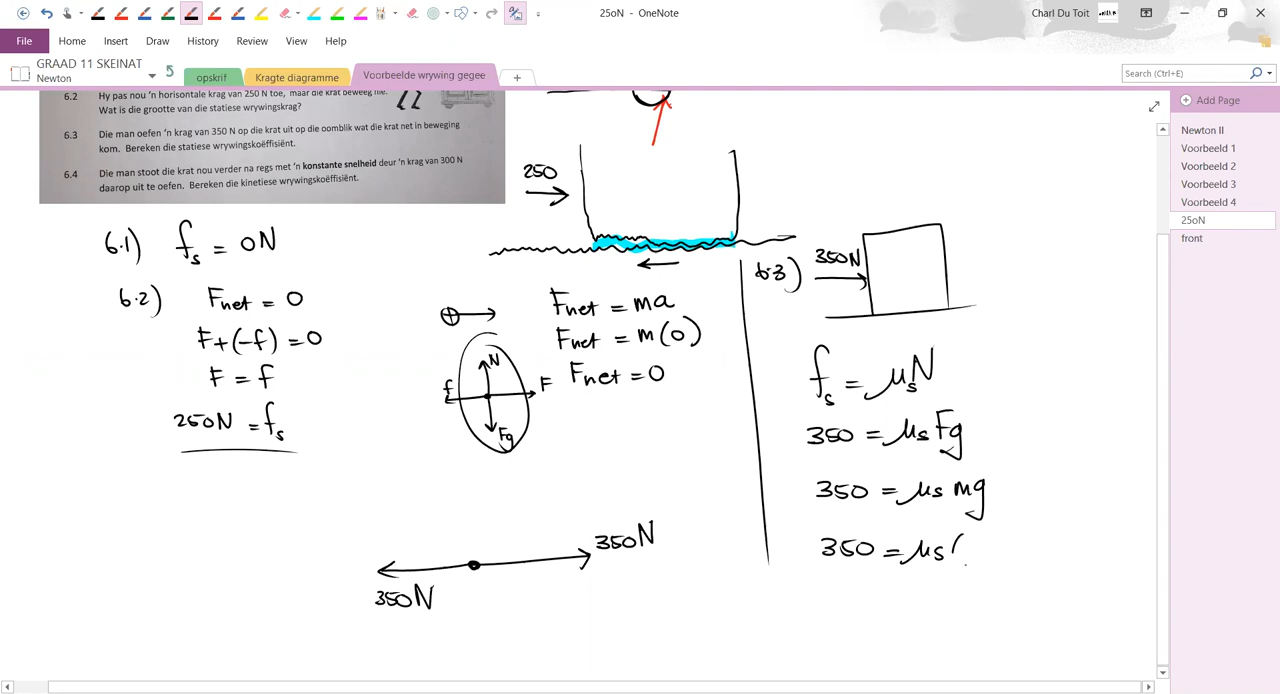 25oN - OneNote
Charl Du Toit
File Home Insert Draw History Review View Help
GRAAD 11 SKEINAT
Newton
opskrif
Kragte diagramme
Voorbeelde wrywing gegee
Search (Ctrl+E)
Add Page
Newton II
Voorbeeld 1
Voorbeeld 2
Voorbeeld 3
Voorbeeld 4
25oN
front
6.2 Hy pas nou 'n horisontale krag van 250 N toe, maar die krat beweeg nie.
Wat is die grootte van die statiese wrywingskrag?
6.3 Die man oefen 'n krag van 350 N op die krat uit op die oomblik wat die krat net in beweging
kom. Bereken die statiese wrywingskoëffisiënt.
6.4 Die man stoot die krat nou verder na regs met 'n konstante snelheid deur 'n krag van 300 N
daarop uit te oefen. Bereken die kinetiese wrywingskoëffisiënt.
250
6.1) fs = 0N
6.2) Fnet = 0
F+(-f) = 0
F = f
250N = fs
N
f
F
Fg
Fnet = ma
Fnet = m(0)
Fnet = 0
350N
350N
6.3) 350N
fs = μsN
350 = μs Fg
350 = μs mg
350 = μs(